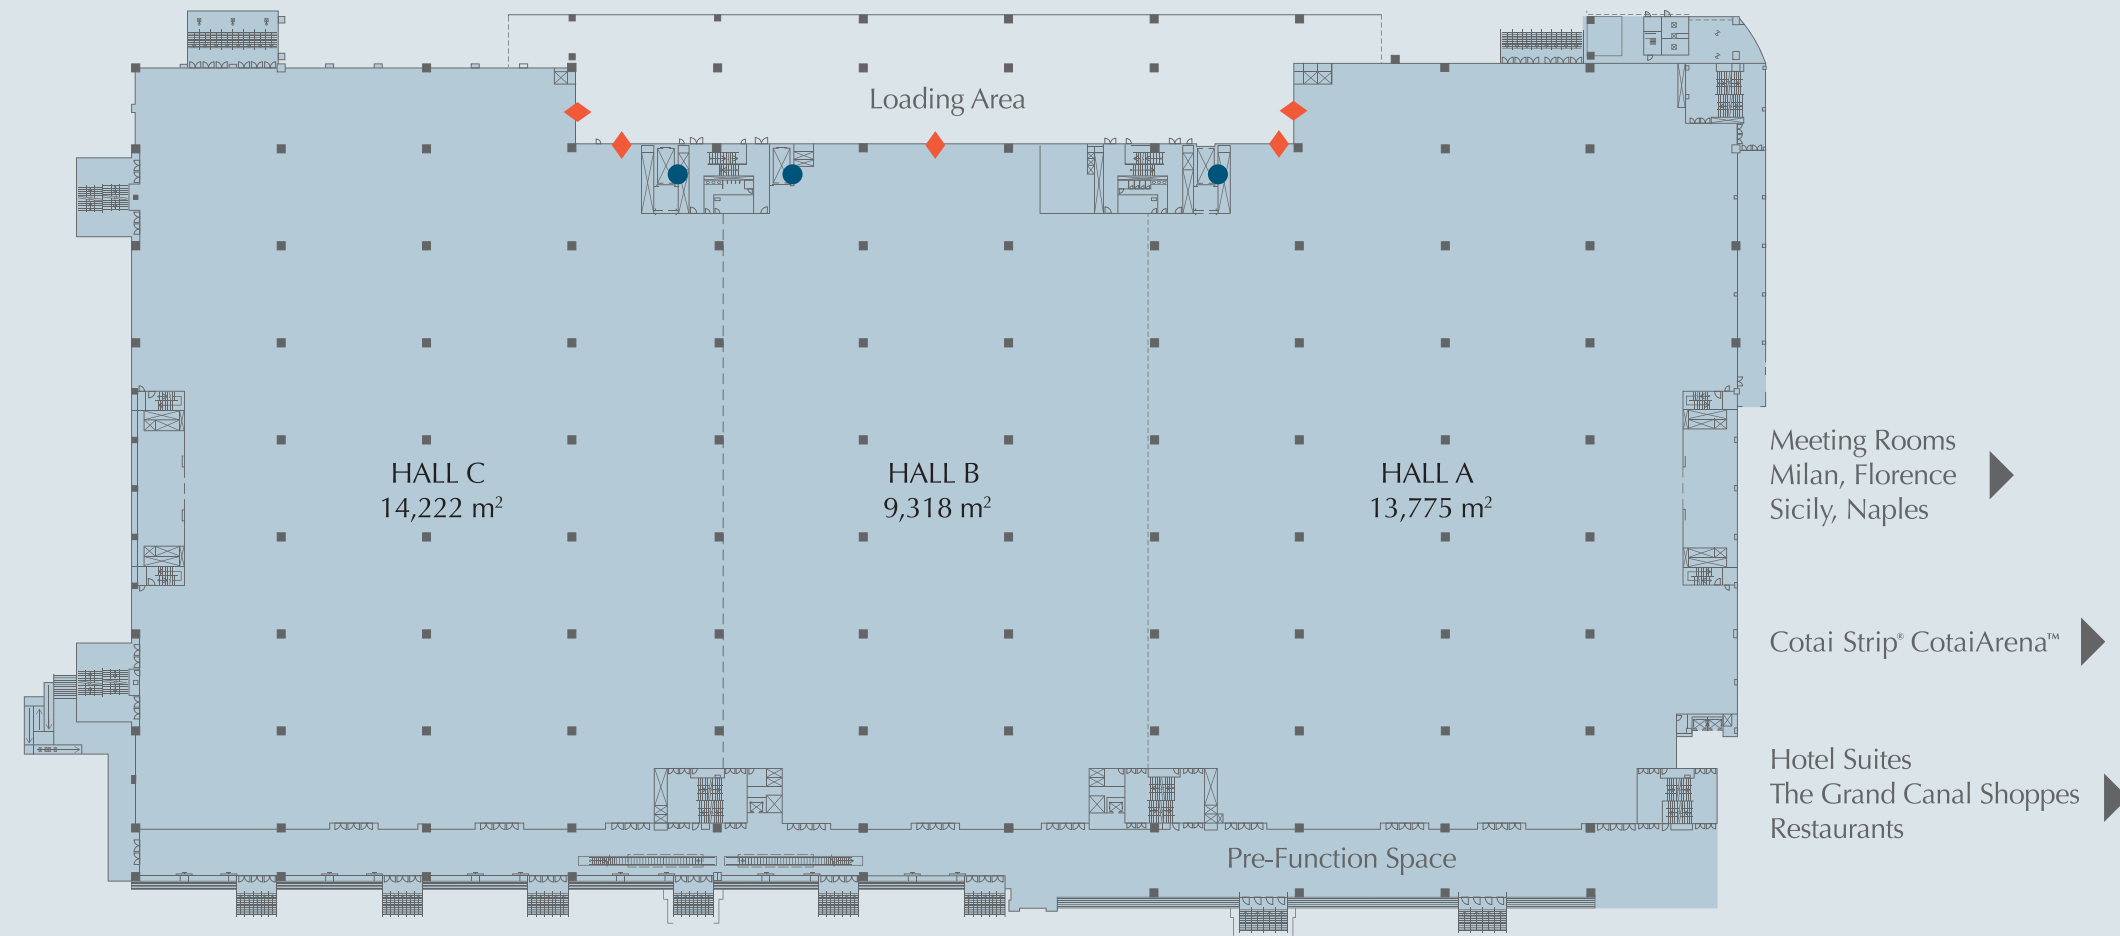 Loading Area
HALL C
14,222 m²
HALL B
9,318 m²
HALL A
13,775 m²
Meeting Rooms
Milan, Florence
Sicily, Naples
Cotai Strip® CotaiArena™
Hotel Suites
The Grand Canal Shoppes
Restaurants
Pre-Function Space